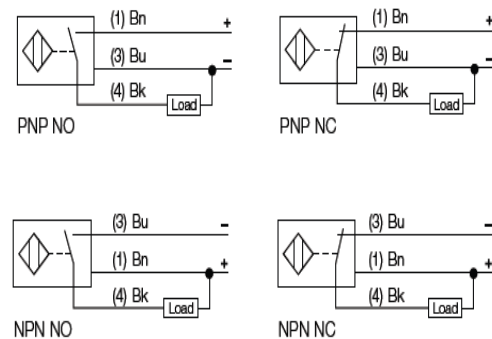 (1) Bn +
(3) Bu −
(4) Bk Load
PNP NO
(1) Bn +
(3) Bu −
(4) Bk Load
PNP NC
(3) Bu −
(1) Bn +
(4) Bk Load
NPN NO
(3) Bu −
(1) Bn +
(4) Bk Load
NPN NC